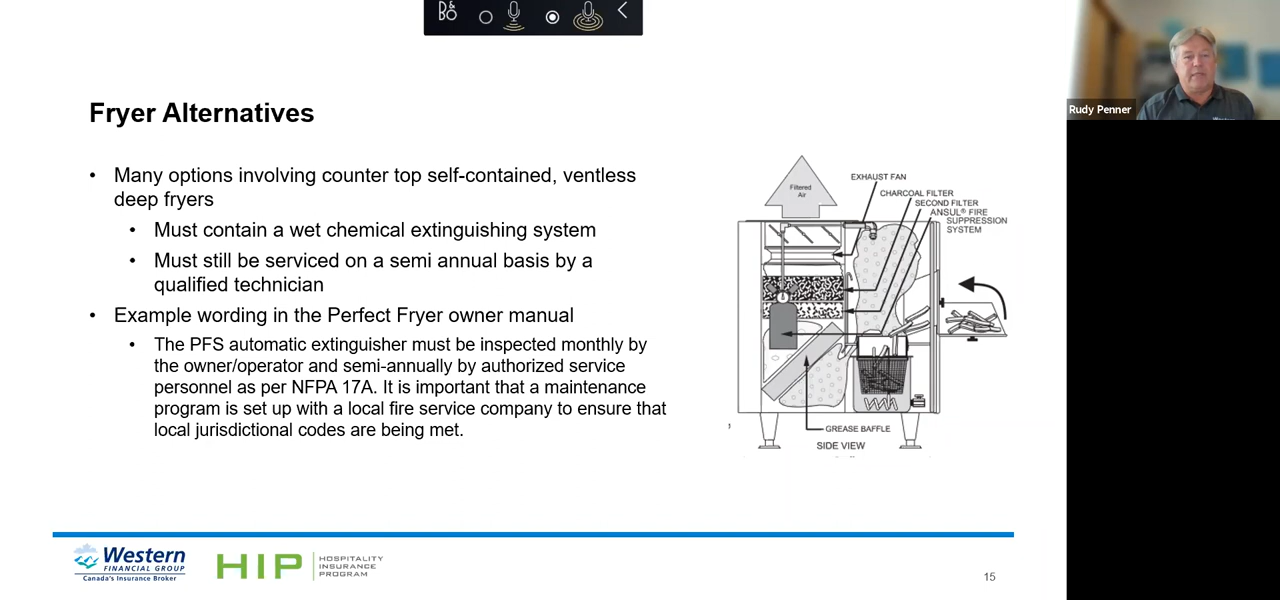 B&O
Fryer Alternatives
• Many options involving counter top self-contained, ventless
deep fryers
• Must contain a wet chemical extinguishing system
• Must still be serviced on a semi annual basis by a
qualified technician
• Example wording in the Perfect Fryer owner manual
• The PFS automatic extinguisher must be inspected monthly by
the owner/operator and semi-annually by authorized service
personnel as per NFPA 17A. It is important that a maintenance
program is set up with a local fire service company to ensure that
local jurisdictional codes are being met.
Filtered
Air
EXHAUST FAN
CHARCOAL FILTER
SECOND FILTER
ANSUL® FIRE
SUPPRESSION
SYSTEM
GREASE BAFFLE
SIDE VIEW
Rudy Penner
Western
FINANCIAL GROUP
Canada's Insurance Broker
HIP
HOSPITALITY
INSURANCE
PROGRAM
15